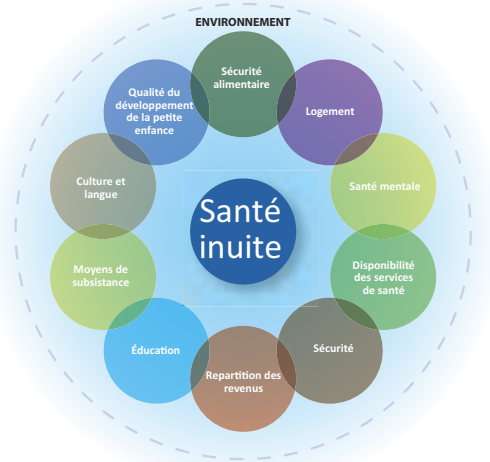 ENVIRONNEMENT
Sécurité
alimentaire
Logement
Santé mentale
Disponibilité
des services
de santé
Sécurité
Repartition des
revenus
Éducation
Moyens de
subsistance
Culture et
langue
Qualité du
développement
de la petite
enfance
Santé
inuite